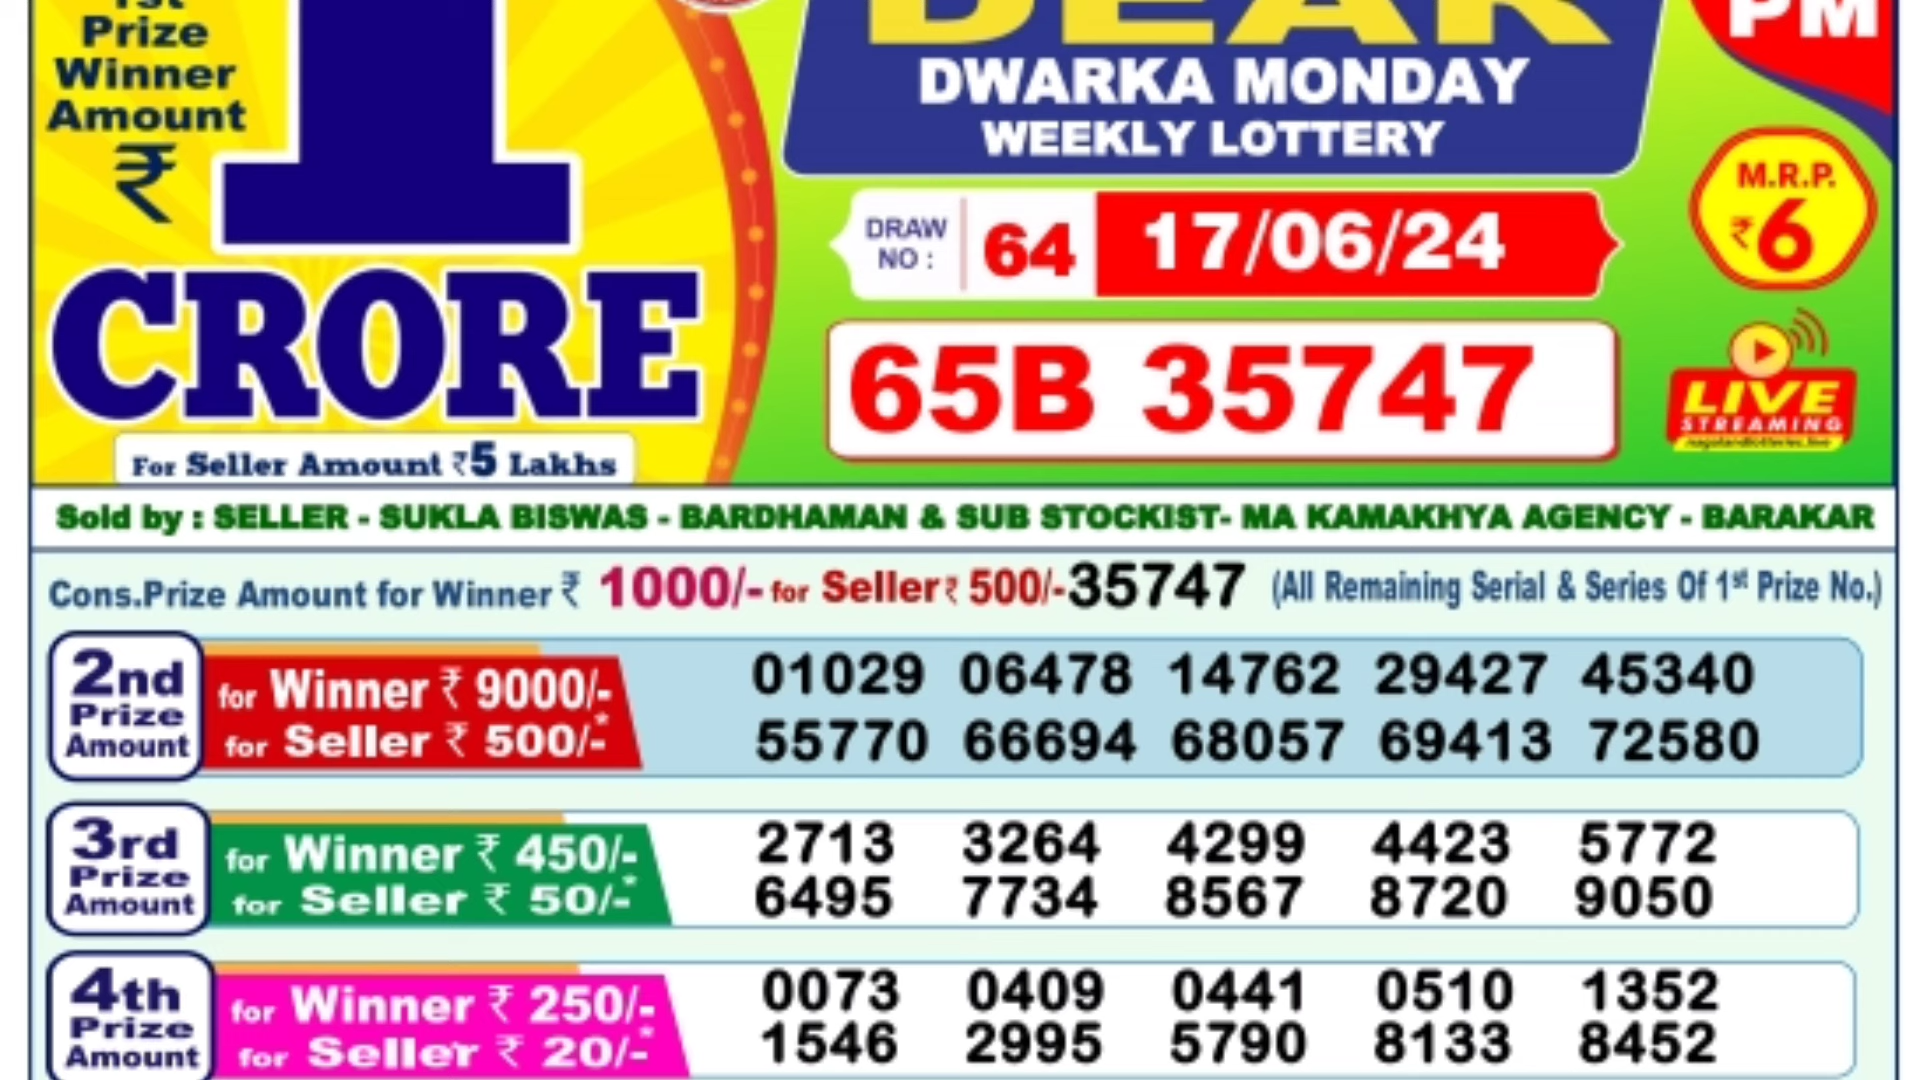 1st
Prize
Winner
Amount
₹
1
CRORE
For Seller Amount ₹5 Lakhs
DEAR
DWARKA MONDAY
WEEKLY LOTTERY
PM
DRAW
NO :
64
17/06/24
M.R.P.
₹6
65B 35747
LIVE
STREAMING
nagalandlotteries.live
Sold by : SELLER - SUKLA BISWAS - BARDHAMAN & SUB STOCKIST- MA KAMAKHYA AGENCY - BARAKAR
Cons.Prize Amount for Winner ₹ 1000/- for Seller ₹ 500/- 35747 (All Remaining Serial & Series Of 1st Prize No.)
2nd
Prize
Amount
for Winner ₹ 9000/-
for Seller ₹ 500/-*
01029 06478 14762 29427 45340
55770 66694 68057 69413 72580
3rd
Prize
Amount
for Winner ₹ 450/-
for Seller ₹ 50/-*
2713 3264 4299 4423 5772
6495 7734 8567 8720 9050
4th
Prize
Amount
for Winner ₹ 250/-
for Seller ₹ 20/-*
0073 0409 0441 0510 1352
1546 2995 5790 8133 8452